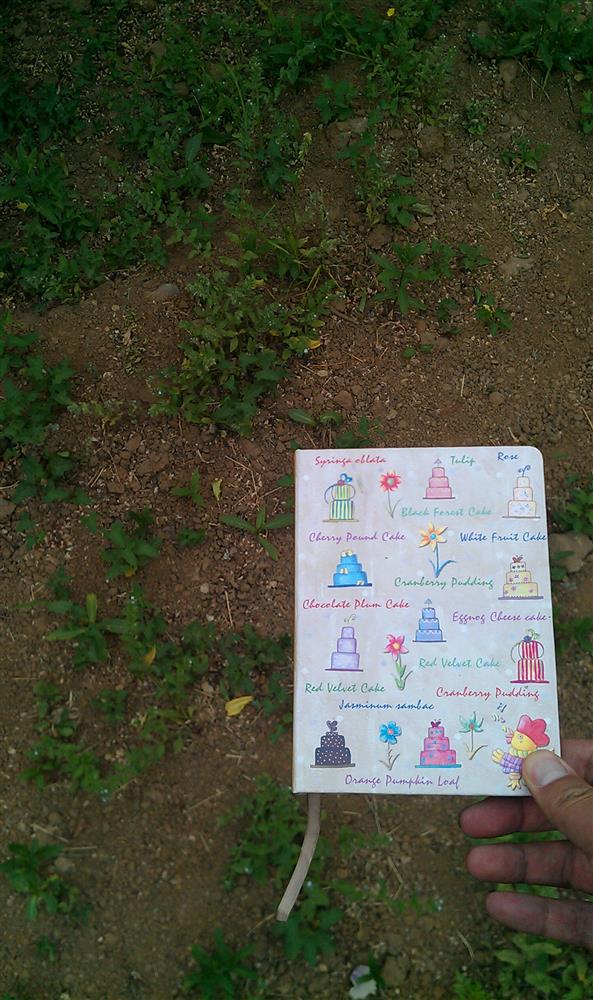 Syringa oblata Tulip Rose
Black Forest Cake
Cherry Pound Cake White Fruit Cake
Cranberry Pudding
Chocolate Plum Cake
Eggnog Cheese cake-
Red Velvet Cake
Red Velvet Cake Cranberry Pudding
Jasminum sambac
Orange Pumpkin Loaf